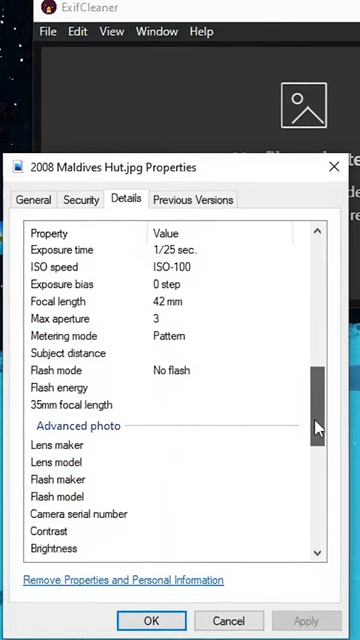 ExifCleaner
File Edit View Window Help
2008 Maldives Hut.jpg Properties
General Security Details Previous Versions
Property Value
Exposure time 1/25 sec.
ISO speed ISO-100
Exposure bias 0 step
Focal length 42 mm
Max aperture 3
Metering mode Pattern
Subject distance
Flash mode No flash
Flash energy
35mm focal length
Advanced photo
Lens maker
Lens model
Flash maker
Flash model
Camera serial number
Contrast
Brightness
Remove Properties and Personal Information
OK Cancel Apply